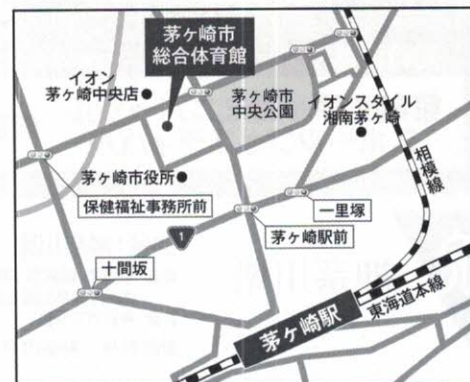 茅ヶ崎市
総合体育館
イオン
茅ヶ崎中央店
茅ヶ崎市
中央公園
イオンスタイル
湘南茅ヶ崎
相模線
茅ヶ崎市役所
保健福祉事務所前
一里塚
1
茅ヶ崎駅前
十間坂
東海道本線
茅ヶ崎駅